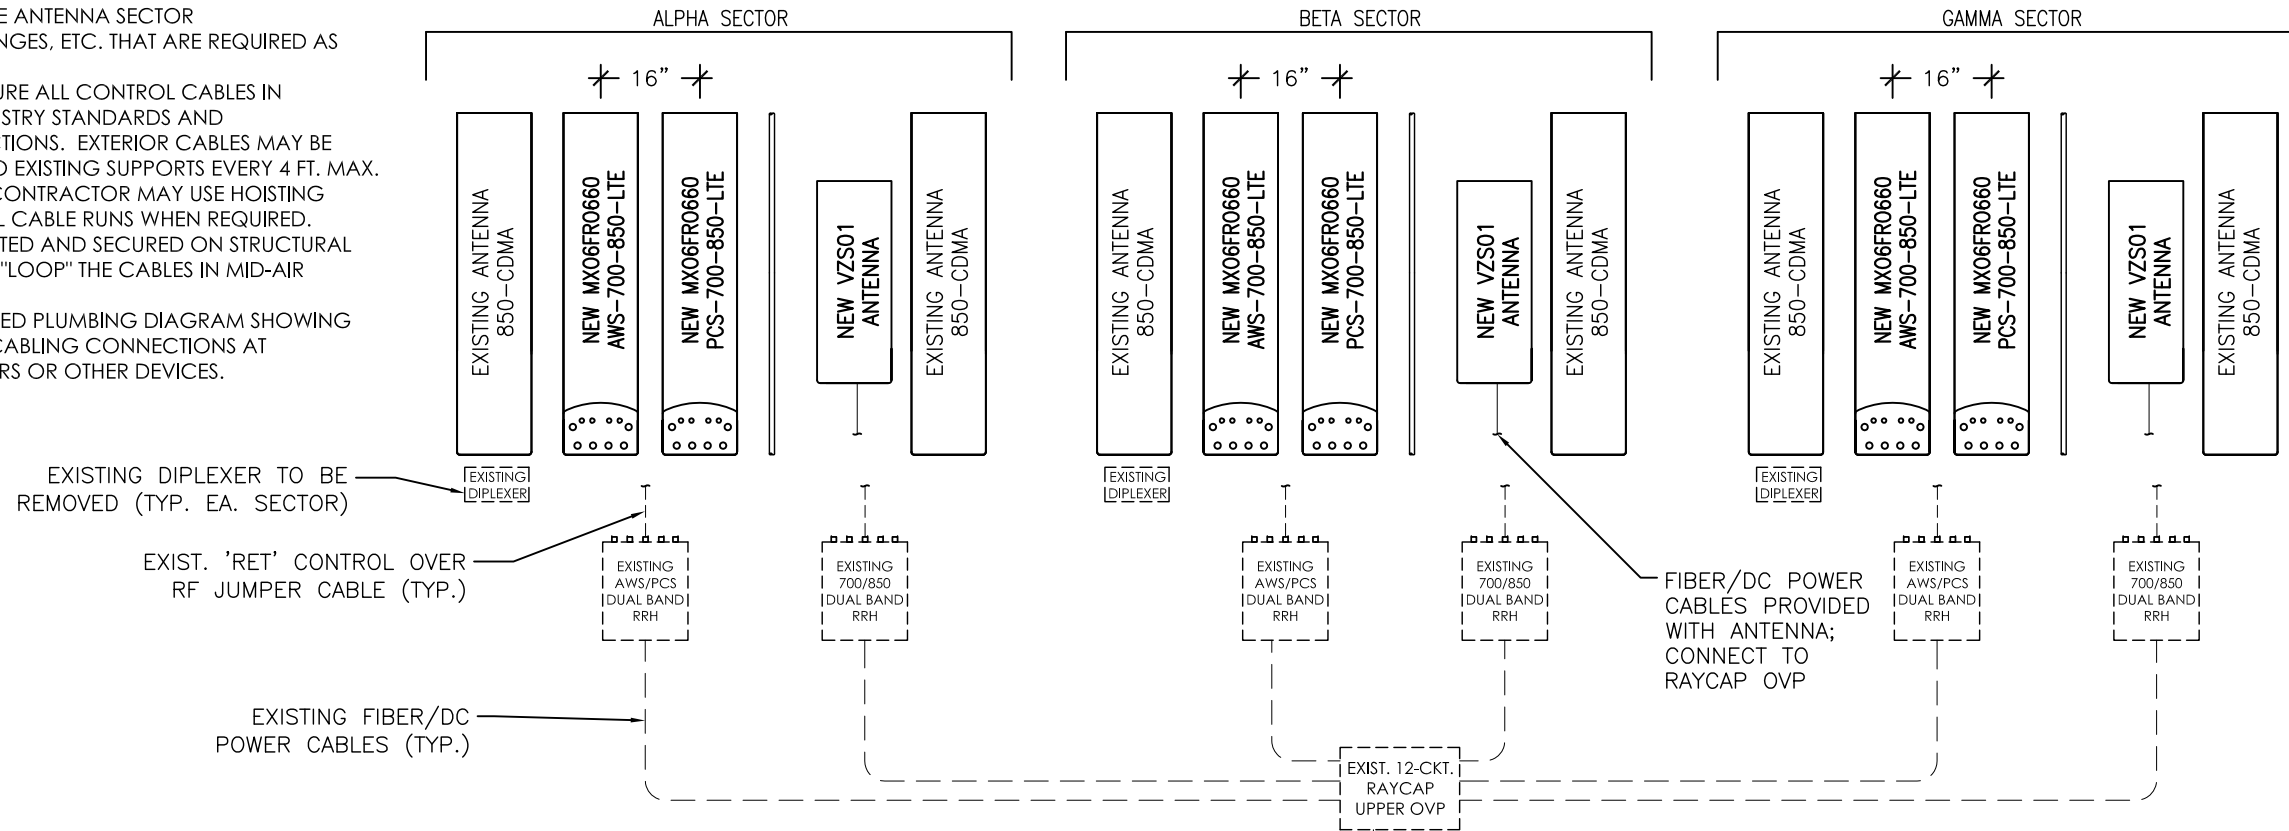 E ANTENNA SECTOR
NGES, ETC. THAT ARE REQUIRED AS
URE ALL CONTROL CABLES IN
STRY STANDARDS AND
CTIONS. EXTERIOR CABLES MAY BE
D EXISTING SUPPORTS EVERY 4 FT. MAX.
CONTRACTOR MAY USE HOISTING
L CABLE RUNS WHEN REQUIRED.
TED AND SECURED ON STRUCTURAL
"LOOP" THE CABLES IN MID-AIR
ED PLUMBING DIAGRAM SHOWING
CABLING CONNECTIONS AT
RS OR OTHER DEVICES.
ALPHA SECTOR
16"
EXISTING ANTENNA
850-CDMA
NEW MX06FRO660
AWS-700-850-LTE
NEW MX06FRO660
PCS-700-850-LTE
NEW VZS01
ANTENNA
EXISTING ANTENNA
850-CDMA
BETA SECTOR
16"
EXISTING ANTENNA
850-CDMA
NEW MX06FRO660
AWS-700-850-LTE
NEW MX06FRO660
PCS-700-850-LTE
NEW VZS01
ANTENNA
EXISTING ANTENNA
850-CDMA
GAMMA SECTOR
16"
EXISTING ANTENNA
850-CDMA
NEW MX06FRO660
AWS-700-850-LTE
NEW MX06FRO660
PCS-700-850-LTE
NEW VZS01
ANTENNA
EXISTING ANTENNA
850-CDMA
EXISTING DIPLEXER TO BE
REMOVED (TYP. EA. SECTOR)
EXISTING
DIPLEXER
EXISTING
DIPLEXER
EXISTING
DIPLEXER
EXIST. 'RET' CONTROL OVER
RF JUMPER CABLE (TYP.)
EXISTING
AWS/PCS
DUAL BAND
RRH
EXISTING
700/850
DUAL BAND
RRH
EXISTING
AWS/PCS
DUAL BAND
RRH
EXISTING
700/850
DUAL BAND
RRH
FIBER/DC POWER
CABLES PROVIDED
WITH ANTENNA;
CONNECT TO
RAYCAP OVP
EXISTING
AWS/PCS
DUAL BAND
RRH
EXISTING
700/850
DUAL BAND
RRH
EXISTING FIBER/DC
POWER CABLES (TYP.)
EXIST. 12-CKT.
RAYCAP
UPPER OVP